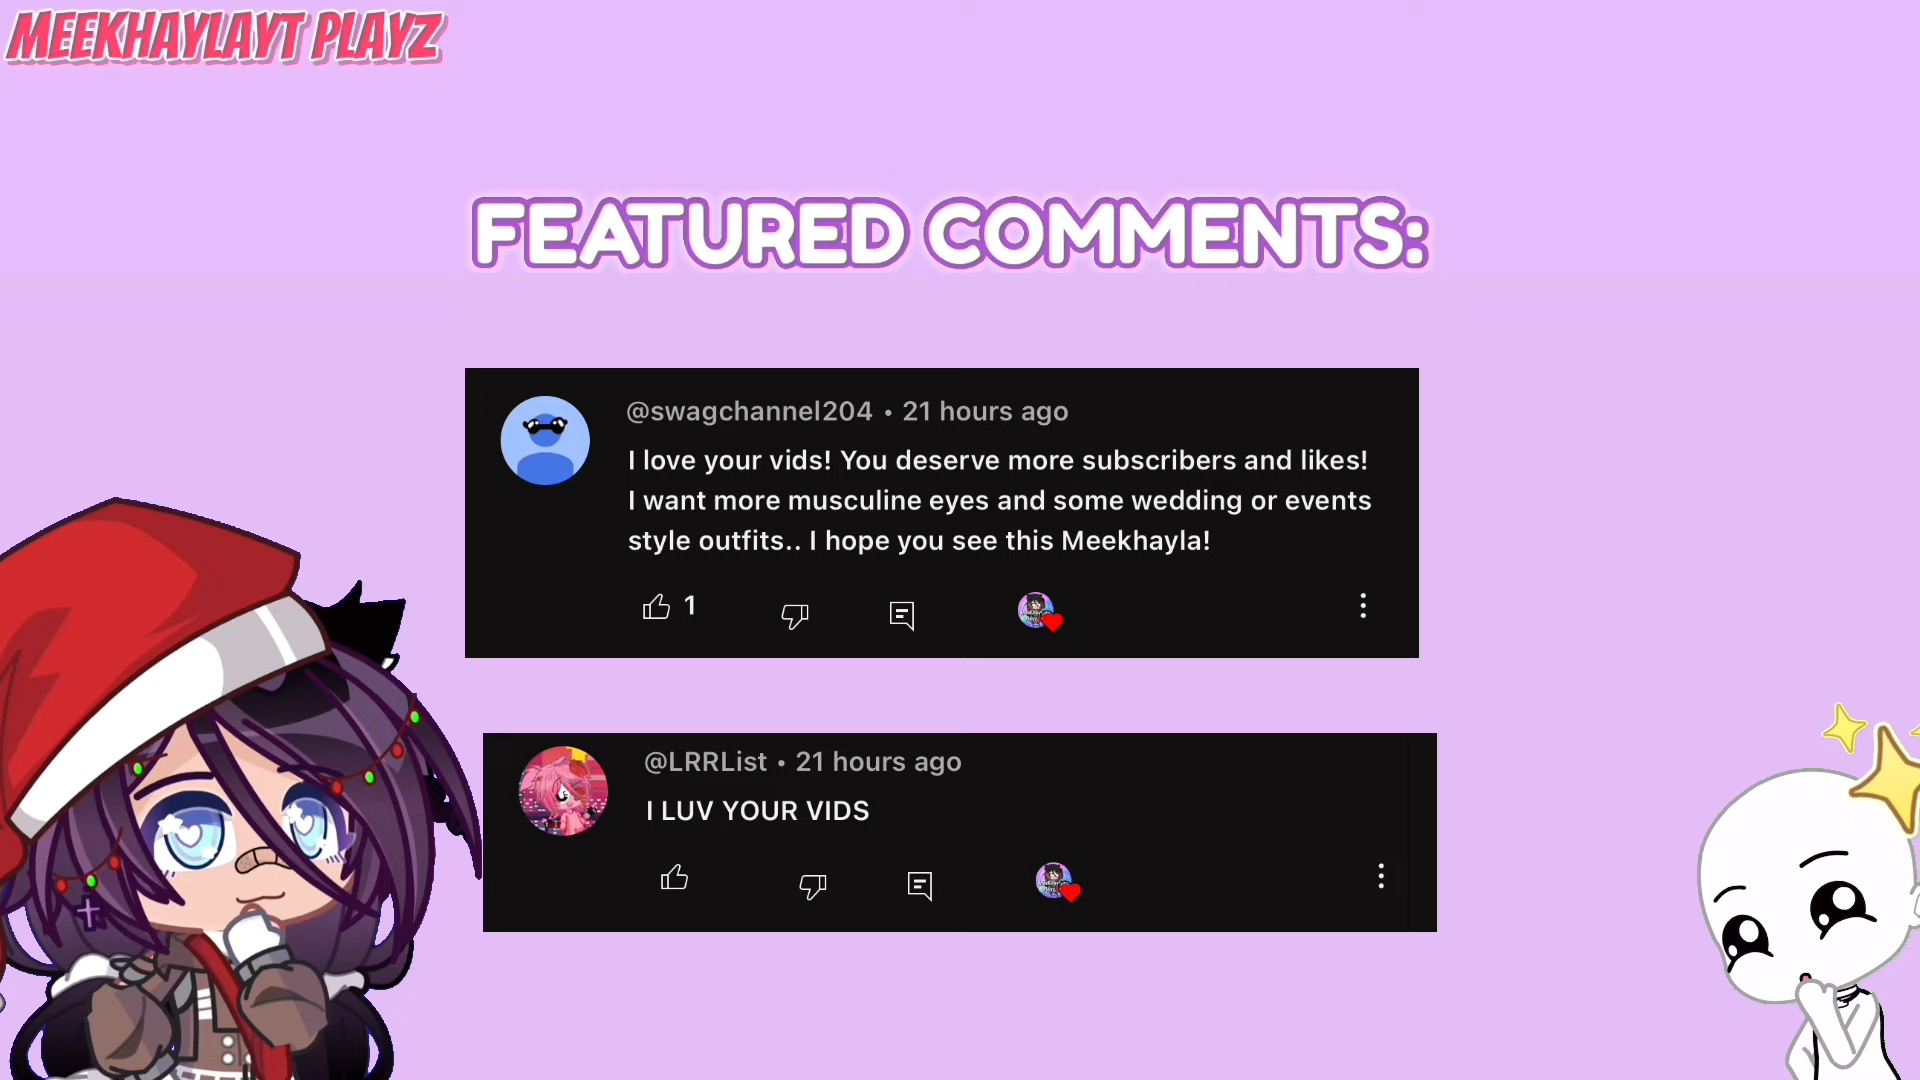 MEEKHAYLAYT PLAYZ
FEATURED COMMENTS:
@swagchannel204 • 21 hours ago
I love your vids! You deserve more subscribers and likes!
I want more musculine eyes and some wedding or events
style outfits.. I hope you see this Meekhayla!
1
@LRRList • 21 hours ago
I LUV YOUR VIDS